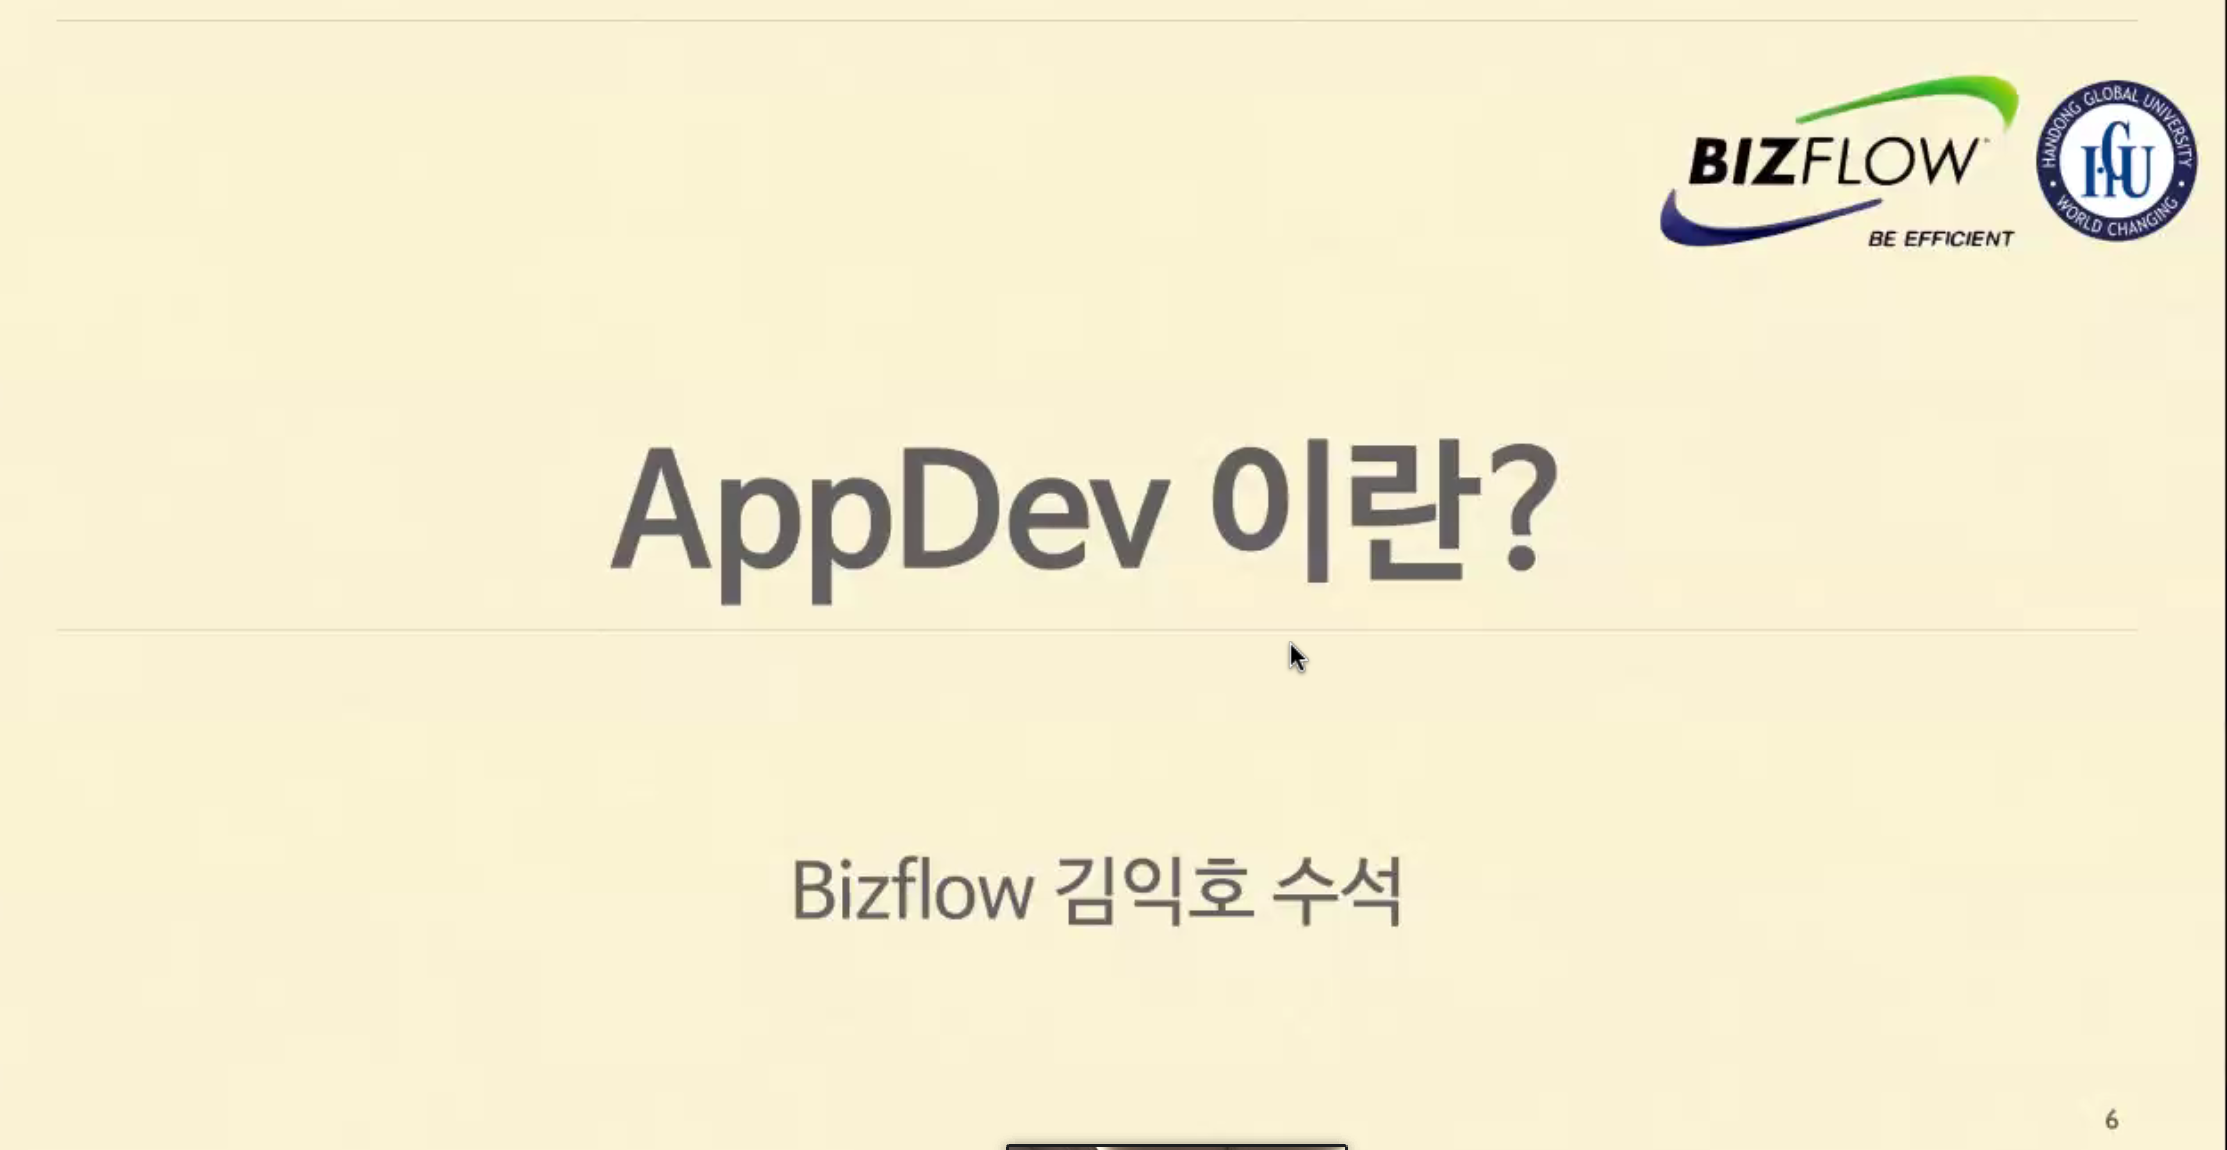 BIZFLOW
BE EFFICIENT
HANDONG GLOBAL UNIVERSITY
HGU
WORLD CHANGING
AppDev 이란?
Bizflow 김익호 수석
6